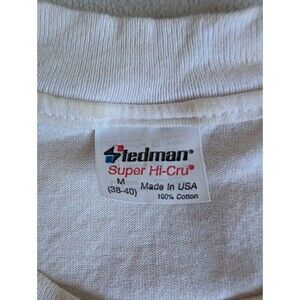 Stedman®
Super Hi-Cru®
M
(38-40)
Made In USA
100% Cotton